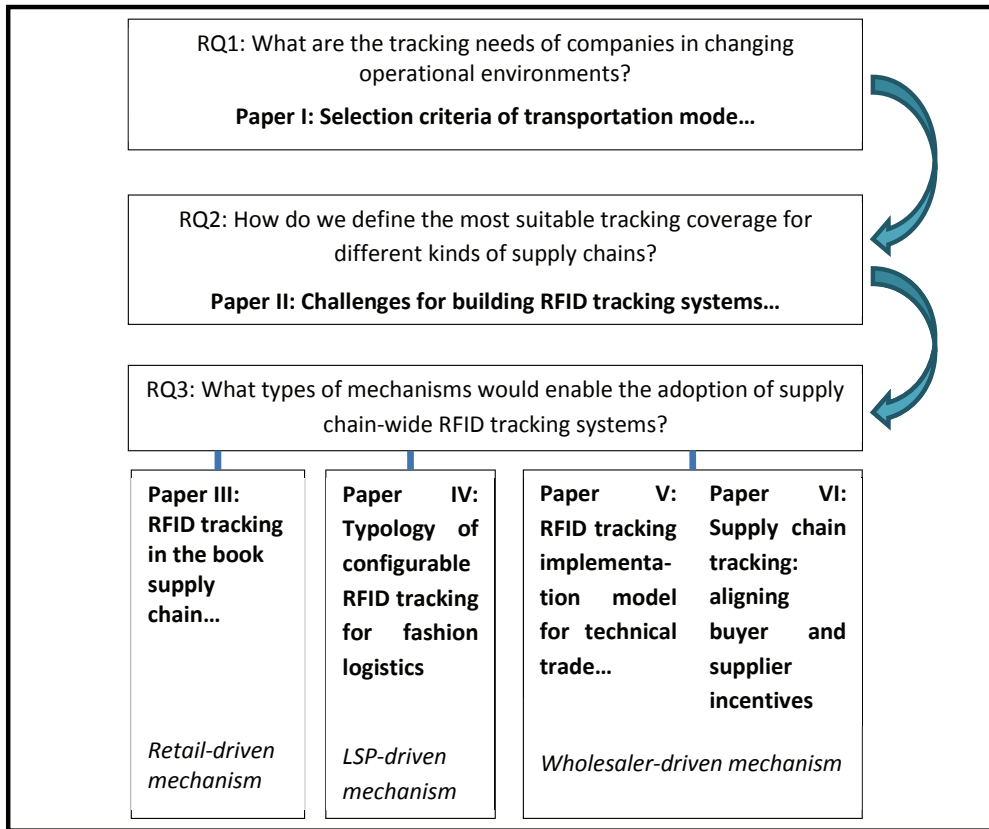 RQ1: What are the tracking needs of companies in changing
operational environments?
Paper I: Selection criteria of transportation mode…
RQ2: How do we define the most suitable tracking coverage for
different kinds of supply chains?
Paper II: Challenges for building RFID tracking systems…
RQ3: What types of mechanisms would enable the adoption of supply
chain-wide RFID tracking systems?
Paper III:
RFID tracking
in the book
supply
chain…
Retail-driven
mechanism
Paper IV:
Typology of
configurable
RFID tracking
for fashion
logistics
LSP-driven
mechanism
Paper V:
RFID tracking
implementa-
tion model
for technical
trade…
Paper VI:
Supply chain
tracking:
aligning
buyer and
supplier
incentives
Wholesaler-driven mechanism